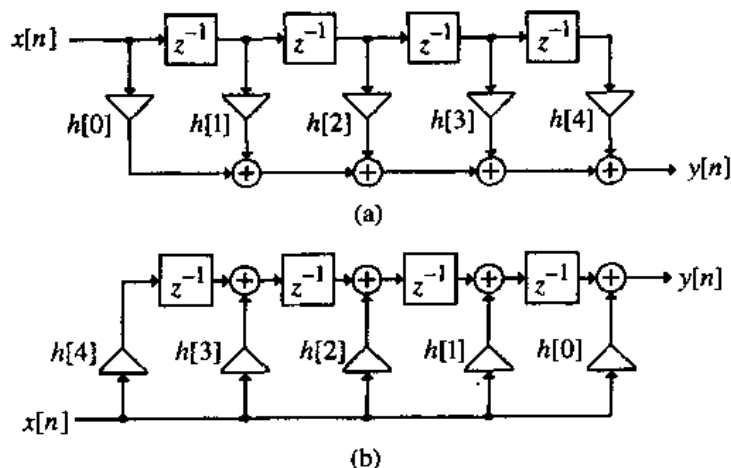 x[n] z⁻¹ z⁻¹ z⁻¹ z⁻¹
h[0] h[1] h[2] h[3] h[4]
+ + + + y[n]
(a)
z⁻¹ + z⁻¹ + z⁻¹ + z⁻¹ + y[n]
h[4] h[3] h[2] h[1] h[0]
x[n]
(b)